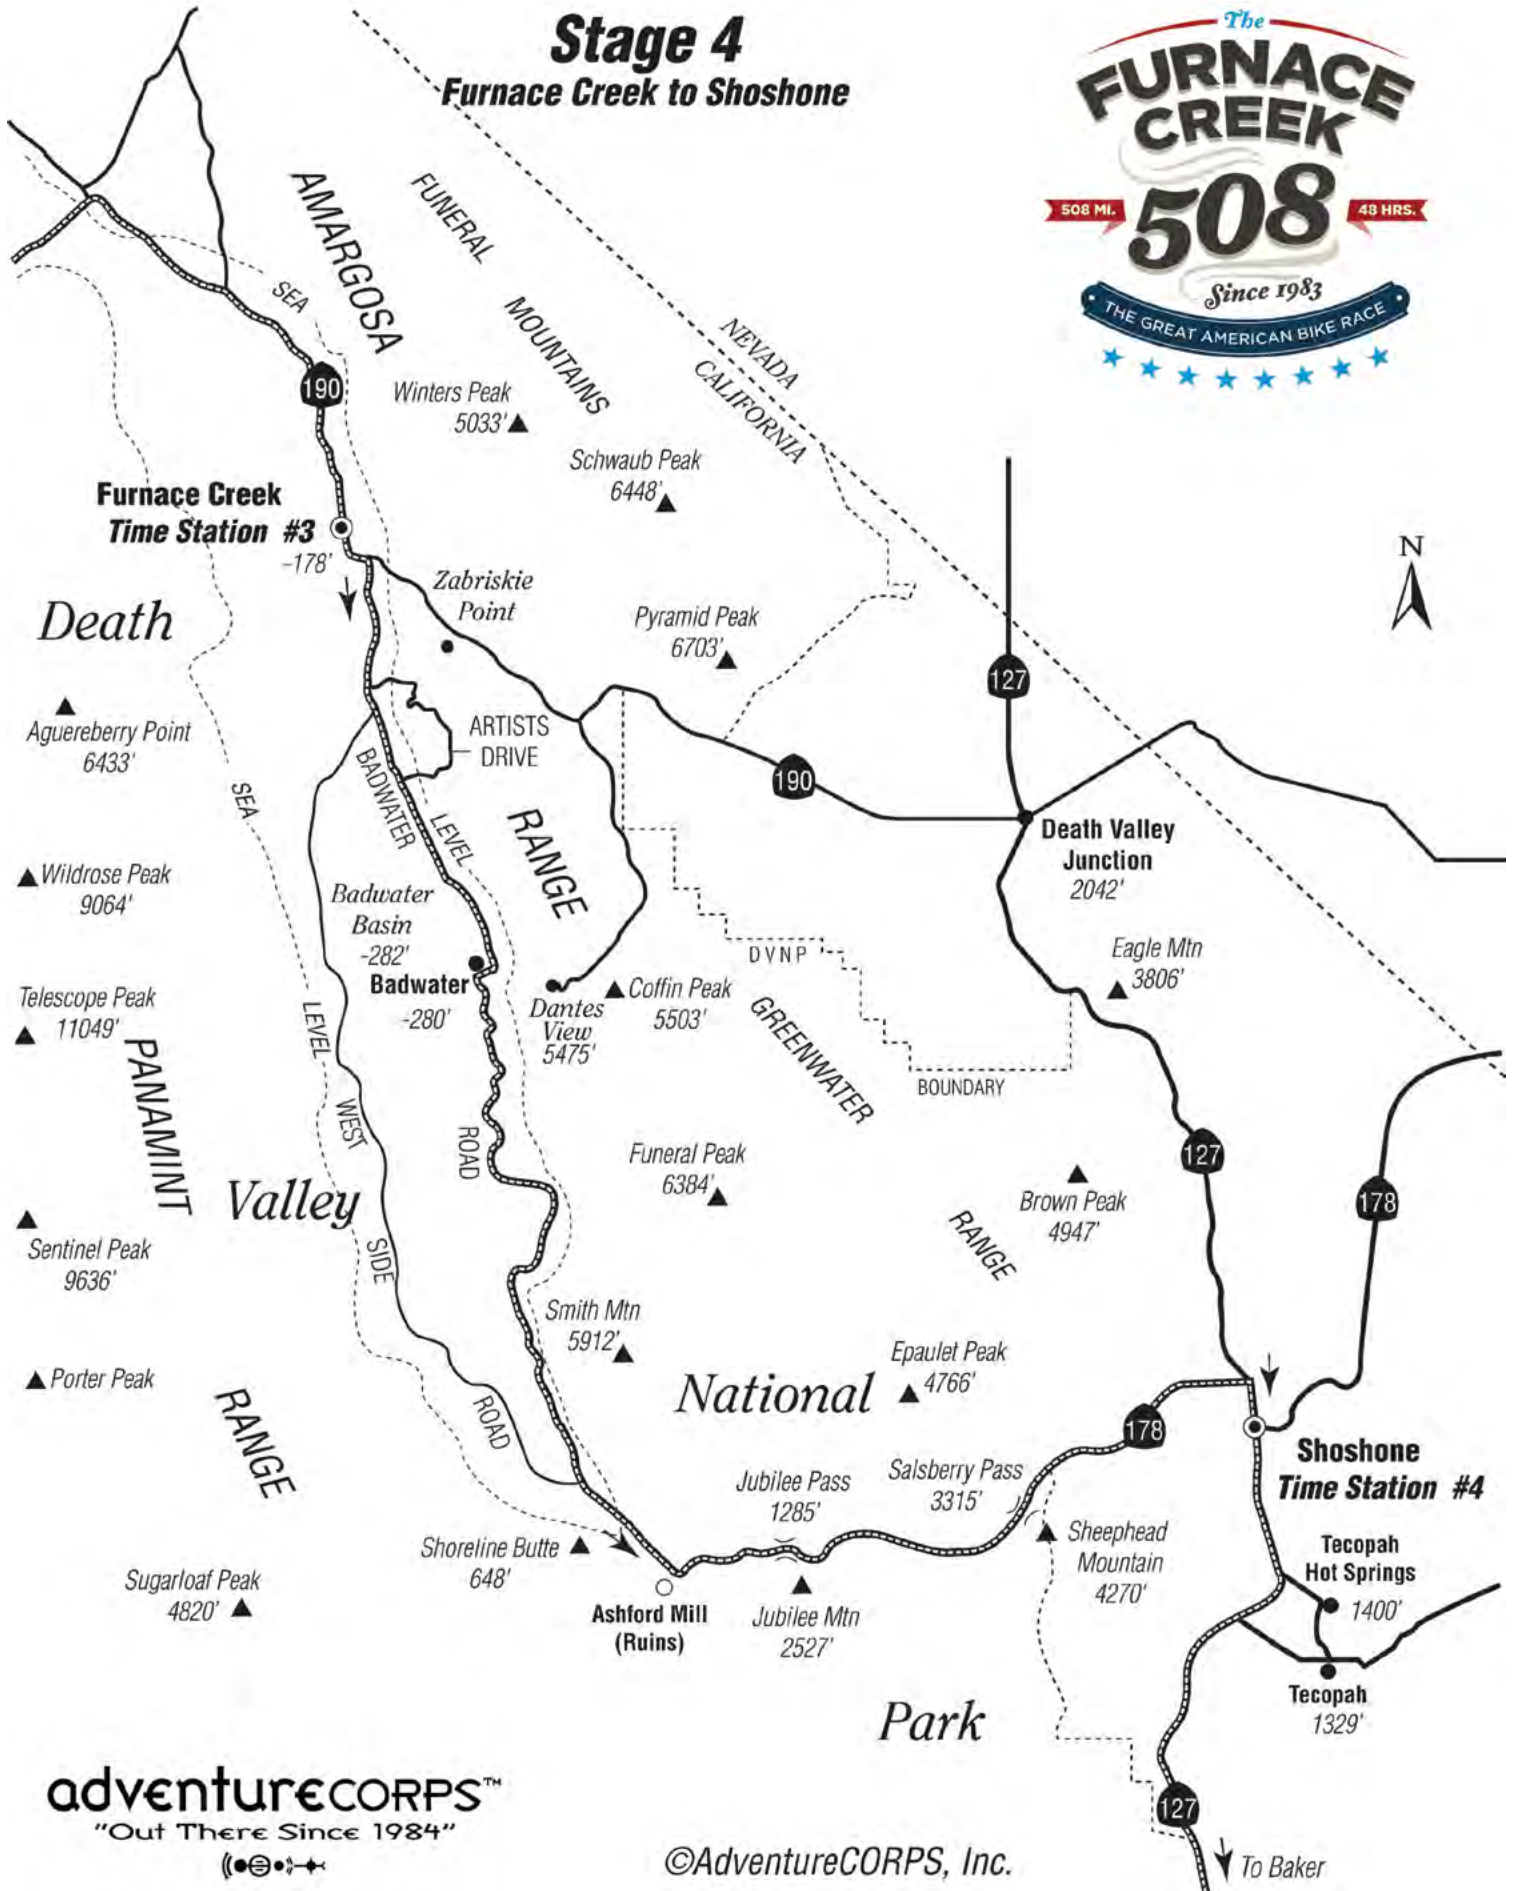 Stage 4
Furnace Creek to Shoshone
The
FURNACE
CREEK
508 MI.
508
48 HRS.
Since 1983
THE GREAT AMERICAN BIKE RACE
AMARGOSA
FUNERAL
MOUNTAINS
SEA
NEVADA
CALIFORNIA
190
Winters Peak
5033'
Schwaub Peak
6448'
Furnace Creek
Time Station #3
-178'
N
Zabriskie
Point
Death
Pyramid Peak
6703'
127
Aguereberry Point
6433'
ARTISTS
DRIVE
BADWATER
190
SEA
LEVEL
RANGE
Death Valley
Junction
2042'
Wildrose Peak
9064'
Badwater
Basin
-282'
DVNP
Eagle Mtn
3806'
Badwater
-280'
Telescope Peak
11049'
LEVEL
Dantes
View
5475'
Coffin Peak
5503'
GREENWATER
BOUNDARY
PANAMINT
WEST
ROAD
127
Funeral Peak
6384'
Brown Peak
4947'
178
Valley
SIDE
RANGE
Sentinel Peak
9636'
Smith Mtn
5912'
Epaulet Peak
4766'
Porter Peak
National
RANGE
ROAD
178
Shoshone
Time Station #4
Jubilee Pass
1285'
Salsberry Pass
3315'
Shoreline Butte
648'
Sheephead
Mountain
4270'
Tecopah
Hot Springs
1400'
Sugarloaf Peak
4820'
Ashford Mill
(Ruins)
Jubilee Mtn
2527'
Tecopah
1329'
Park
adventureCORPS™
"Out There Since 1984"
127
©AdventureCORPS, Inc.
To Baker